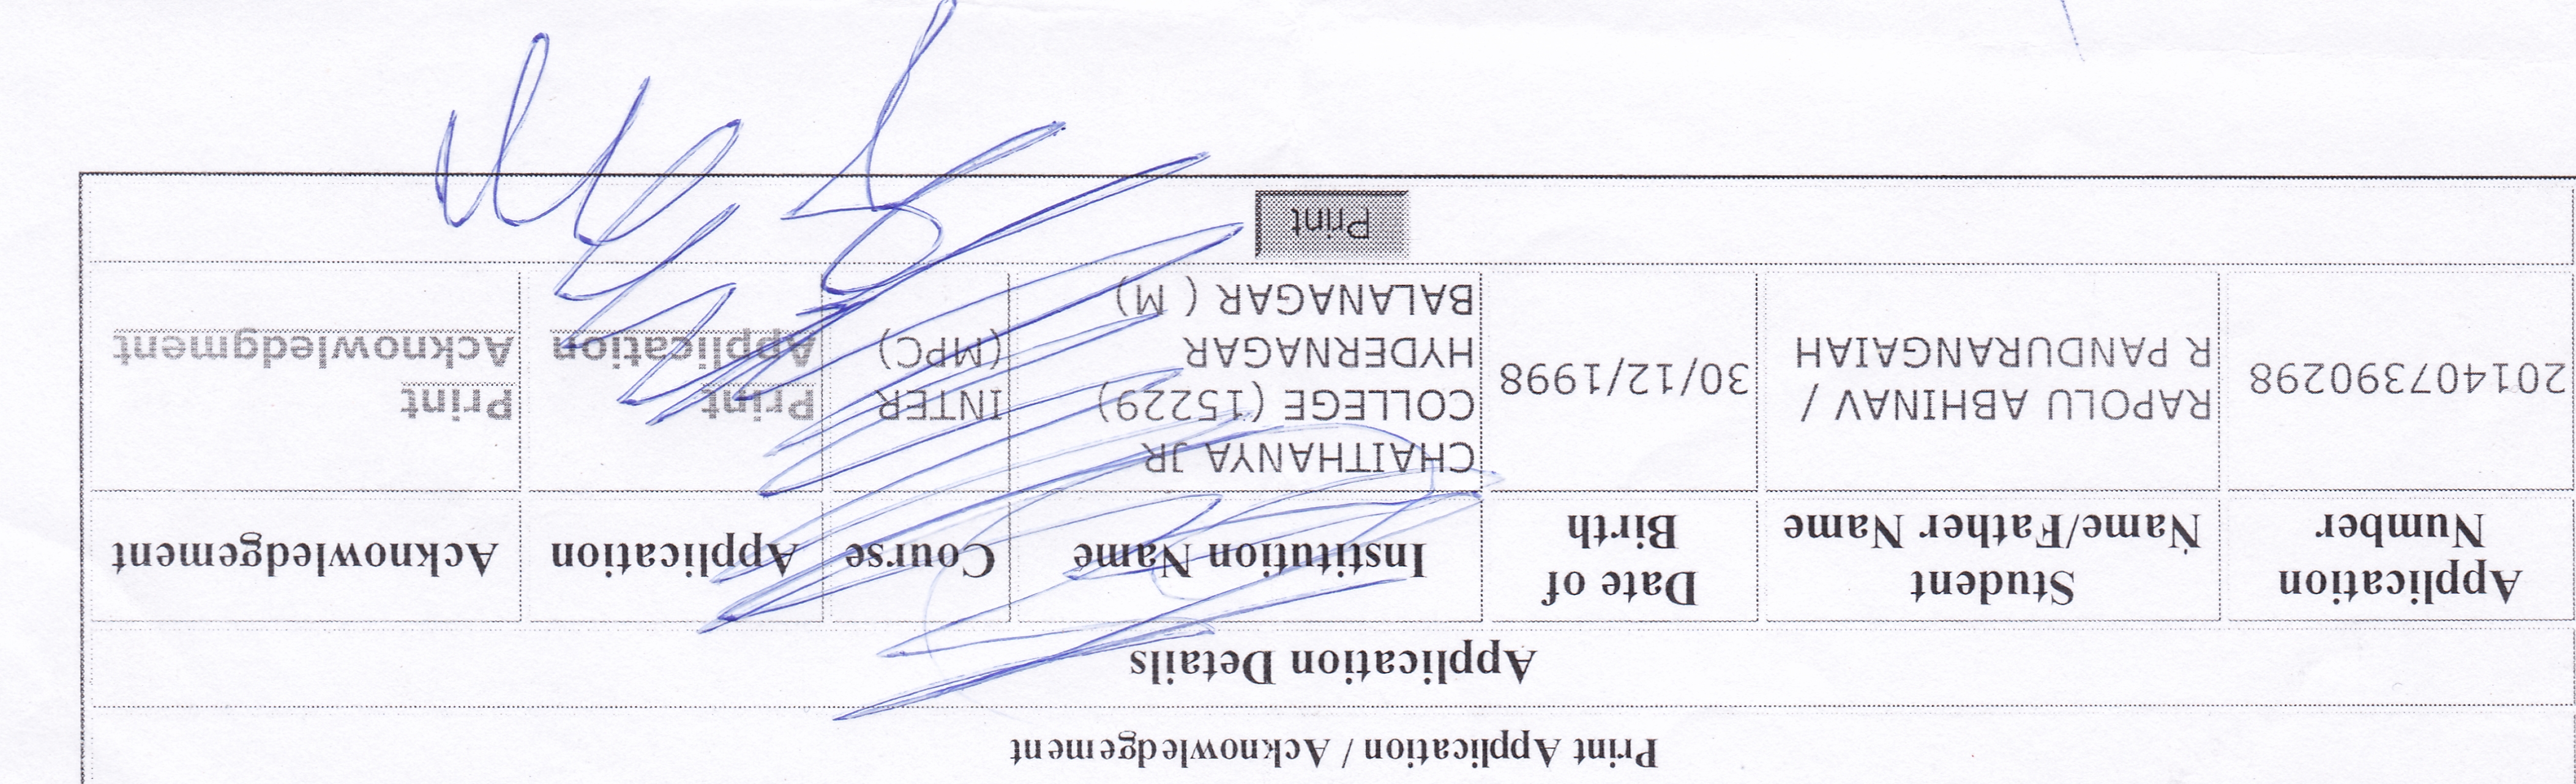 Print Application / Acknowledgement
Application Details
Application
Number
Student
Name/Father Name
Date of
Birth
Institution Name
Course
Application
Acknowledgement
201407390298
RAPOLU ABHINAV /
R PANDURANGAIAH
30/12/1998
CHAITHANYA JR
COLLEGE (15229)
HYDERNAGAR
BALANAGAR ( M)
INTER
(MPC)
Print
Application
Print
Acknowledgment
Print